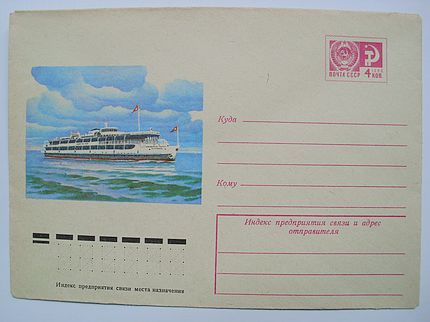 ПОЧТА СССР
4 КОП.
Куда
Кому
Индекс предприятия связи и адрес
отправителя
Индекс предприятия связи места назначения